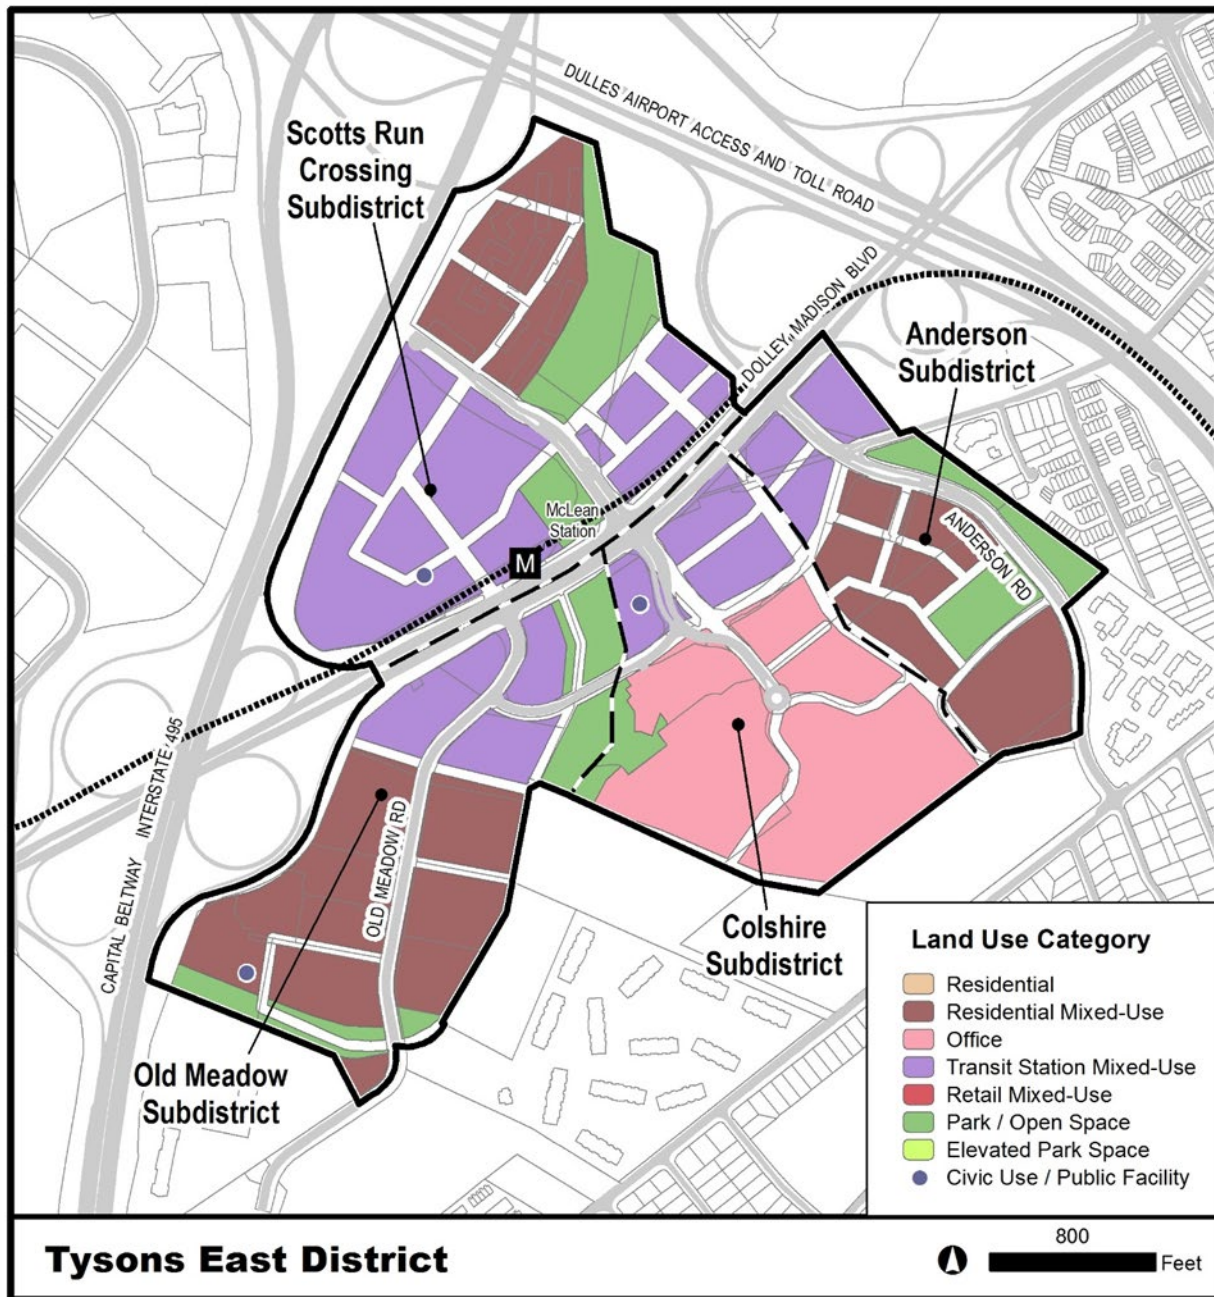 DULLES AIRPORT ACCESS AND TOLL ROAD
Scotts Run
Crossing
Subdistrict
DOLLEY MADISON BLVD
Anderson
Subdistrict
McLean
Station
M
ANDERSON RD
CAPITAL BELTWAY INTERSTATE 495
OLD MEADOW RD
Colshire
Subdistrict
Old Meadow
Subdistrict
Land Use Category
Residential
Residential Mixed-Use
Office
Transit Station Mixed-Use
Retail Mixed-Use
Park / Open Space
Elevated Park Space
Civic Use / Public Facility
Tysons East District
800
Feet